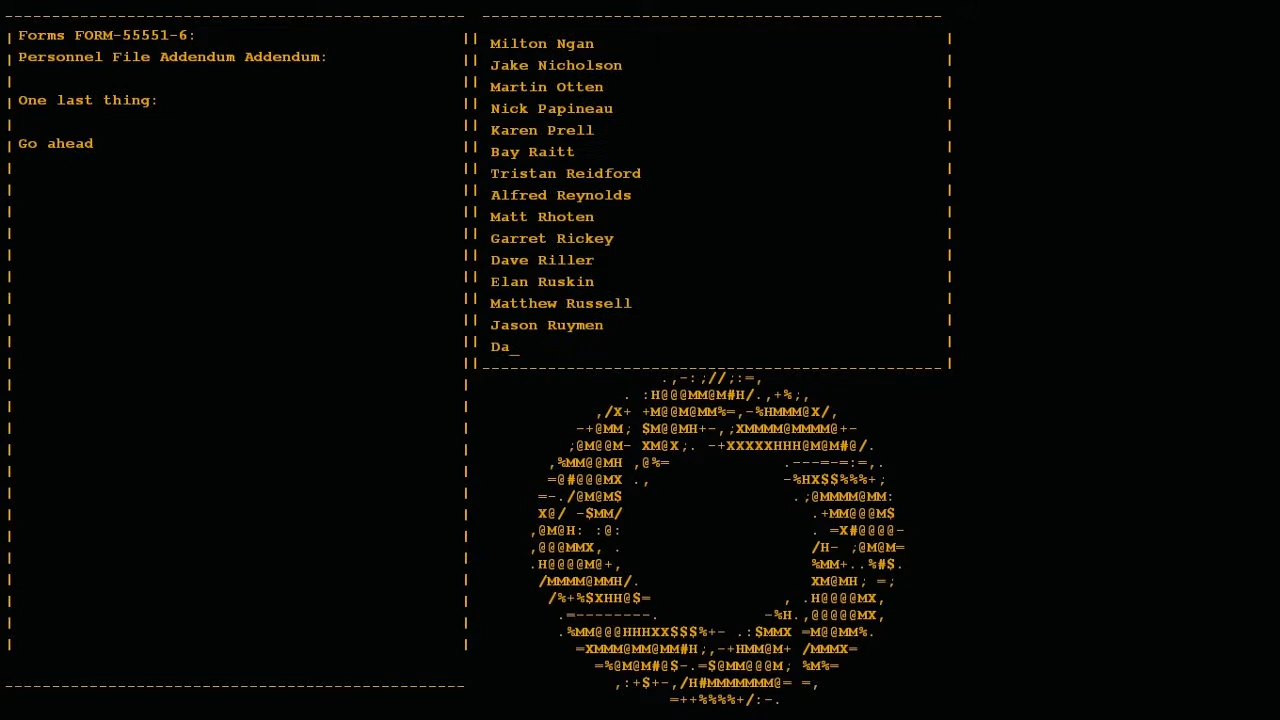 Forms FORM-55551-6:
Personnel File Addendum Addendum:
One last thing:
Go ahead
Milton Ngan
Jake Nicholson
Martin Otten
Nick Papineau
Karen Prell
Bay Raitt
Tristan Reidford
Alfred Reynolds
Matt Rhoten
Garret Rickey
Dave Riller
Elan Ruskin
Matthew Russell
Jason Ruymen
Da_